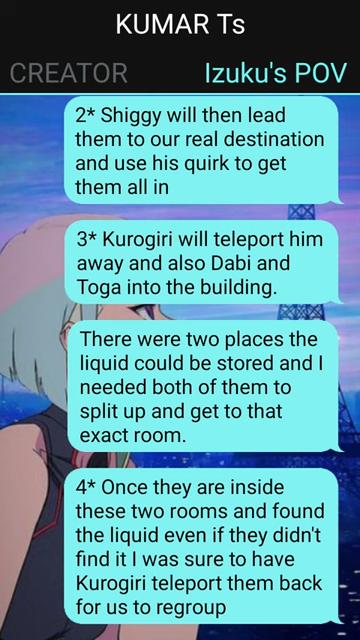 KUMAR Ts
CREATOR
Izuku's POV
2* Shiggy will then lead
them to our real destination
and use his quirk to get
them all in
3* Kurogiri will teleport him
away and also Dabi and
Toga into the building.
There were two places the
liquid could be stored and I
needed both of them to
split up and get to that
exact room.
4* Once they are inside
these two rooms and found
the liquid even if they didn't
find it I was sure to have
Kurogiri teleport them back
for us to regroup